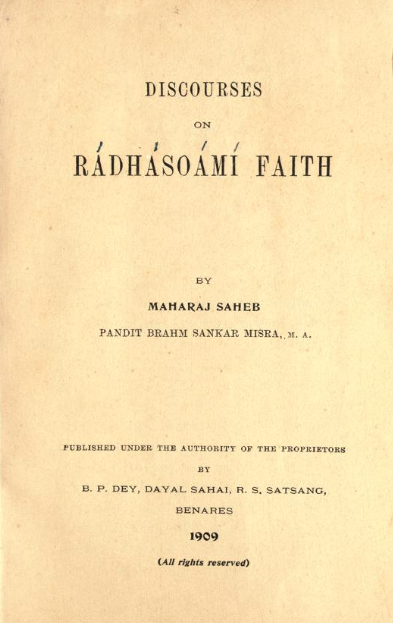 DISCOURSES
ON
RÁDHÁSOÁMÍ FAITH
BY
MAHARAJ SAHEB
PANDIT BRAHM SANKAR MISRA, M. A.
PUBLISHED UNDER THE AUTHORITY OF THE PROPRIETORS
BY
B. P. DEY, DAYAL SAHAI, R. S. SATSANG,
BENARES
1909
(All rights reserved)